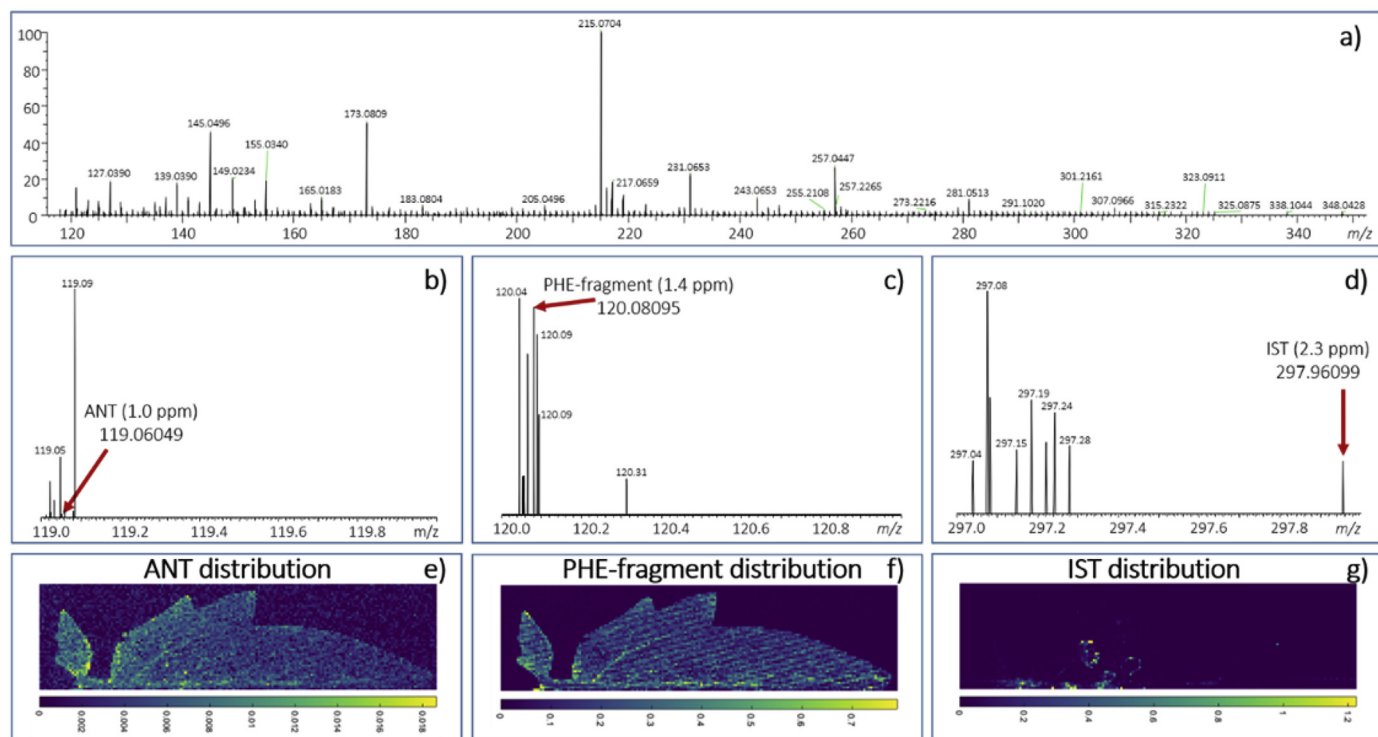 a)
100
80
60
40
20
0
215.0704
173.0809
145.0496
155.0340
127.0390
139.0390
149.0234
165.0183
183.0804
205.0496
217.0659
231.0653
243.0653
255.2108
257.0447
257.2265
273.2216
281.0513
291.1020
301.2161
307.0966
315.2322
323.0911
325.0875
338.1044
348.0428
120 140 160 180 200 220 240 260 280 300 320 340 m/z
b)
119.09
ANT (1.0 ppm)
119.06049
119.05
119.0 119.2 119.4 119.6 119.8 m/z
c)
120.04
PHE-fragment (1.4 ppm)
120.08095
120.09
120.09
120.31
120.0 120.2 120.4 120.6 120.8 m/z
d)
297.08
IST (2.3 ppm)
297.96099
297.19
297.24
297.15
297.28
297.04
297.0 297.2 297.4 297.6 297.8 m/z
ANT distribution e)
0 0.002 0.004 0.006 0.008 0.01 0.012 0.014 0.016 0.018
PHE-fragment distribution f)
0 0.1 0.2 0.3 0.4 0.5 0.6 0.7
IST distribution g)
0 0.2 0.4 0.6 0.8 1 1.2